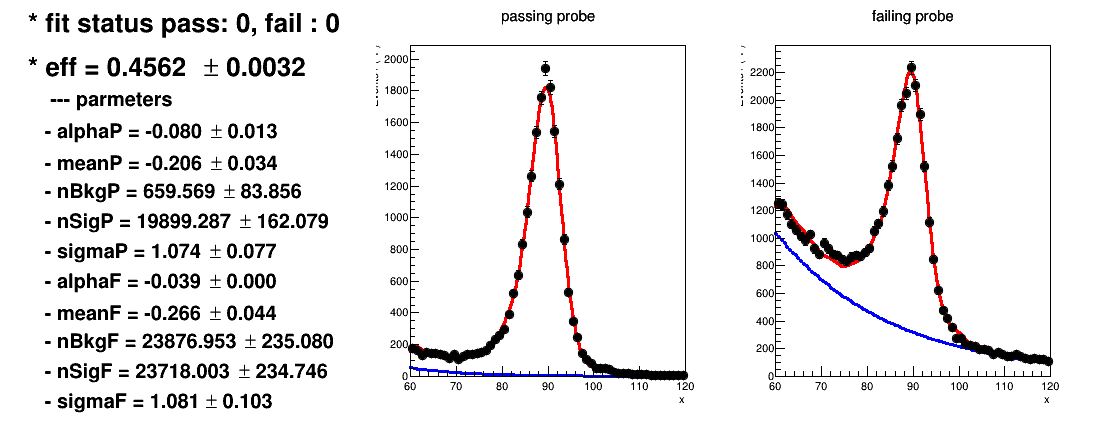 * fit status pass: 0, fail : 0
* eff = 0.4562 ± 0.0032
--- parmeters
- alphaP = -0.080 ± 0.013
- meanP = -0.206 ± 0.034
- nBkgP = 659.569 ± 83.856
- nSigP = 19899.287 ± 162.079
- sigmaP = 1.074 ± 0.077
- alphaF = -0.039 ± 0.000
- meanF = -0.266 ± 0.044
- nBkgF = 23876.953 ± 235.080
- nSigF = 23718.003 ± 234.746
- sigmaF = 1.081 ± 0.103
passing probe
2000
1800
1600
1400
1200
1000
800
600
400
200
0
60 70 80 90 100 110 120
x
failing probe
2200
2000
1800
1600
1400
1200
1000
800
600
400
200
0
60 70 80 90 100 110 120
x